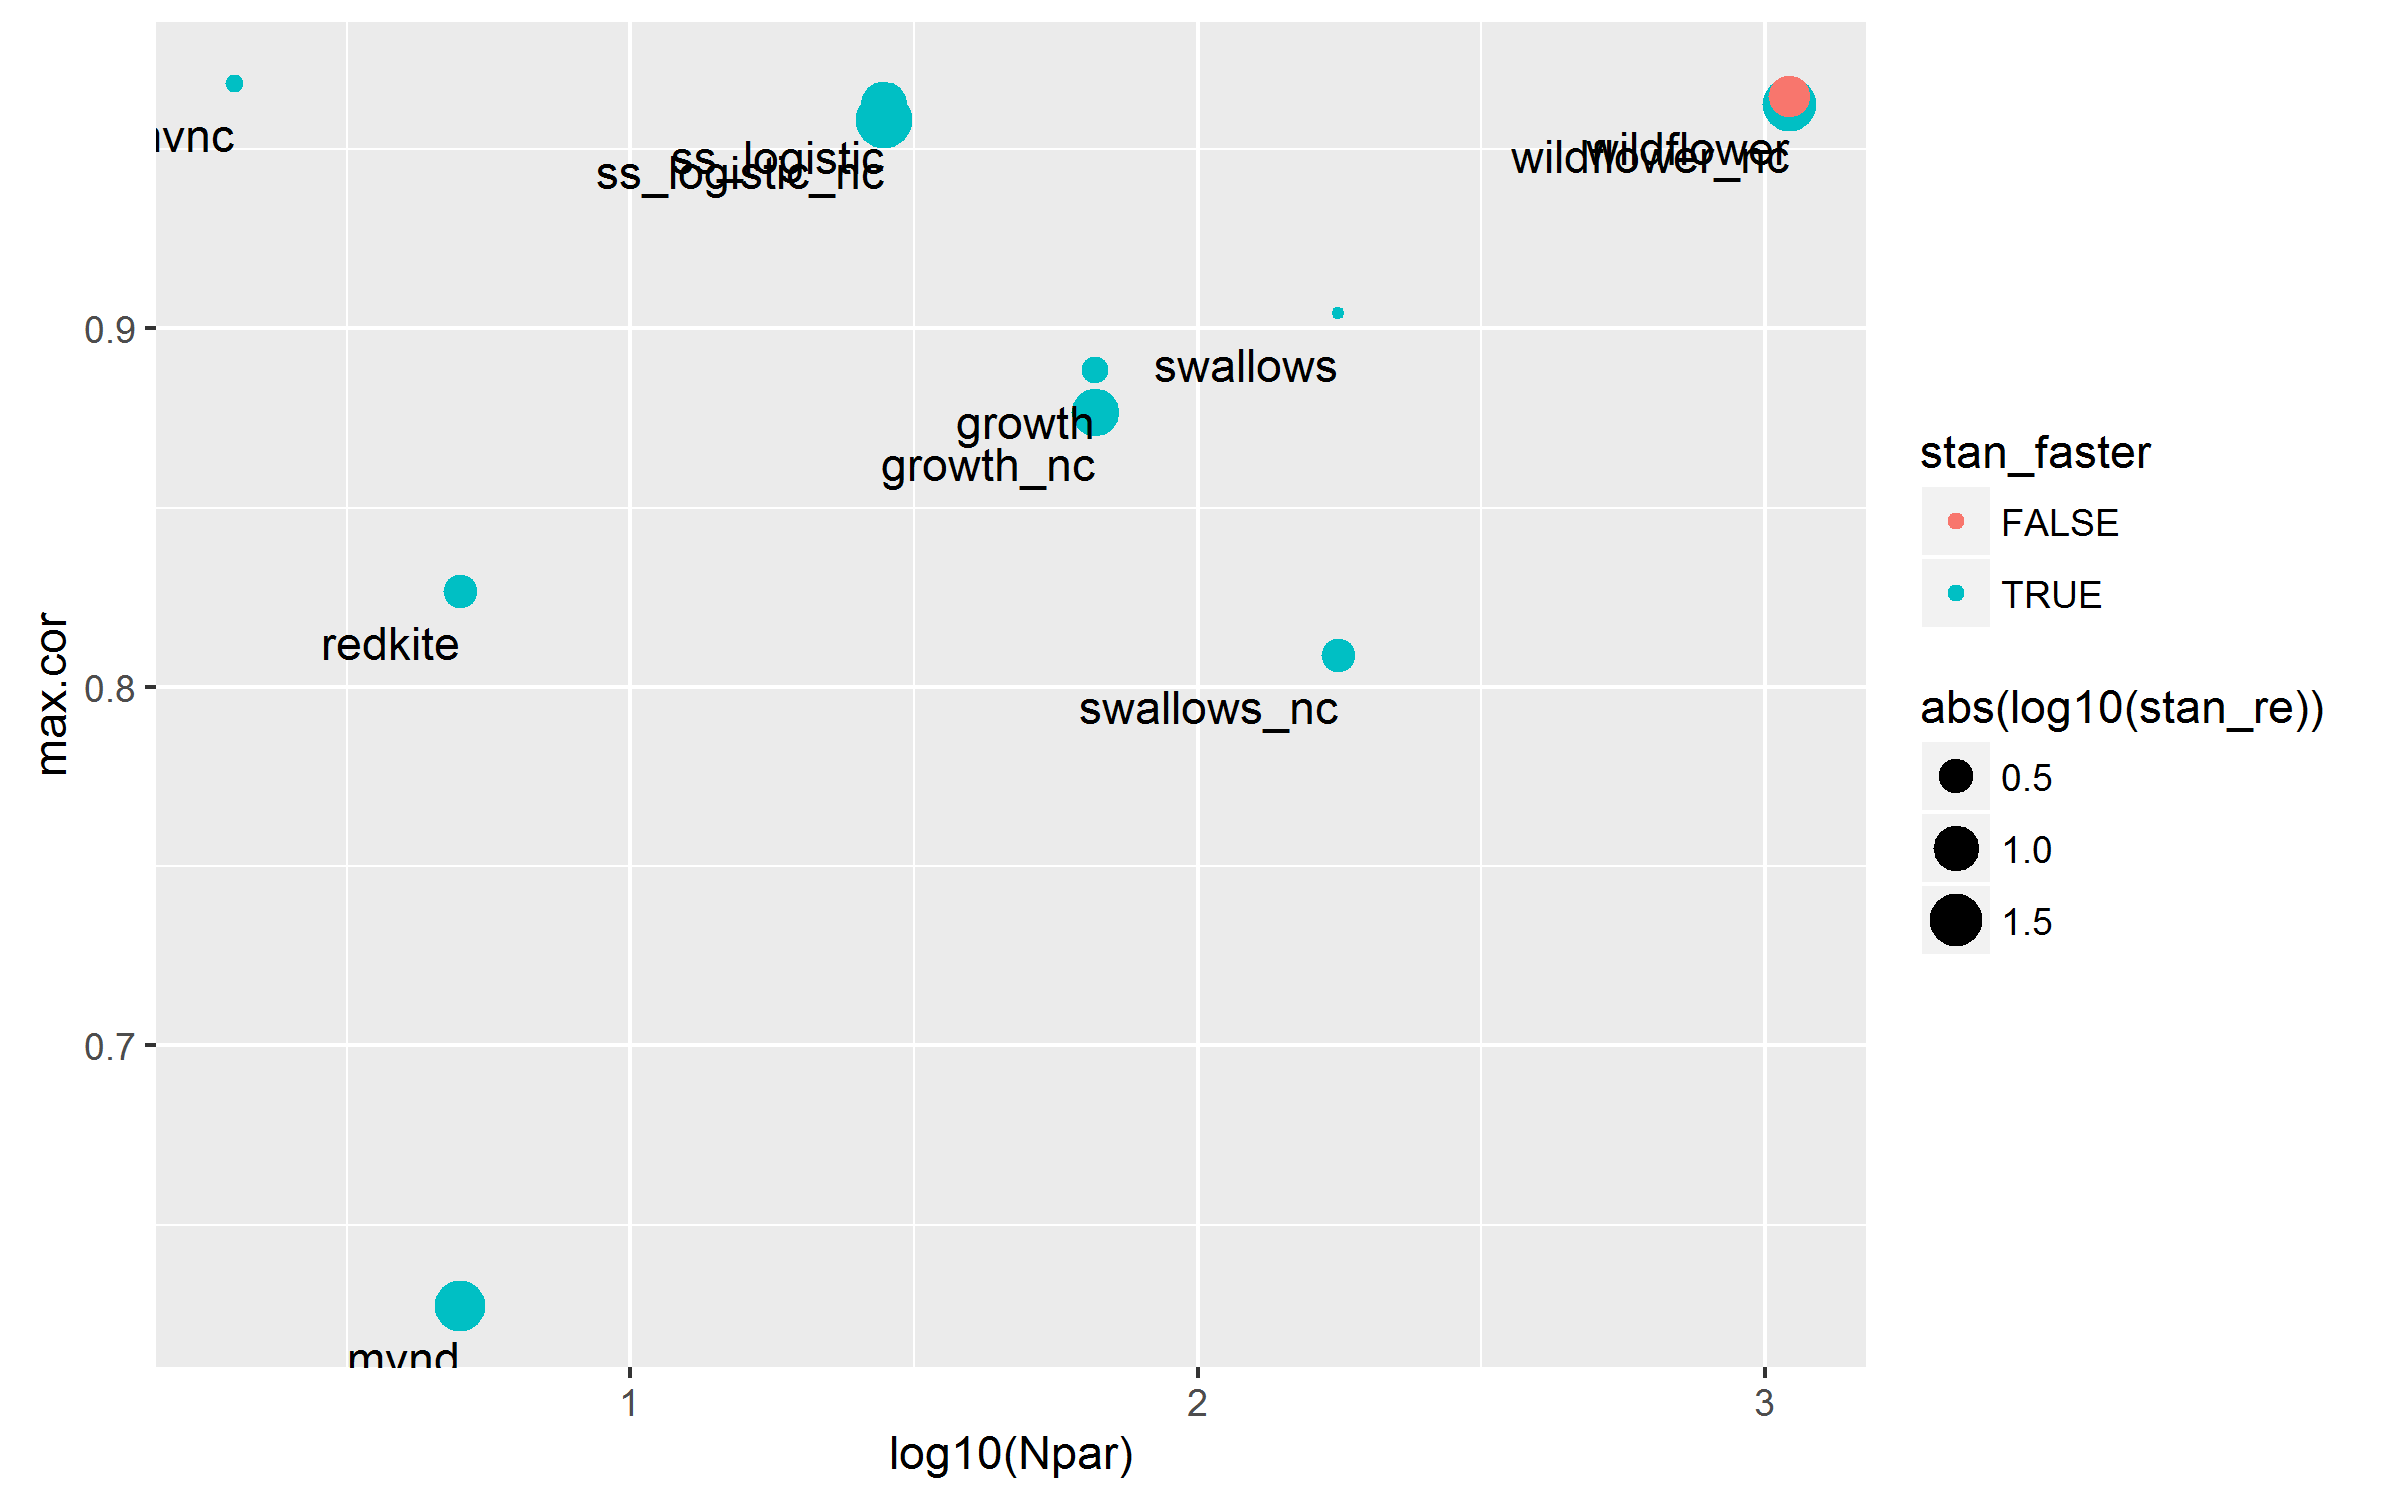 max.cor
0.9
0.8
0.7
ss_logistic
ss_logistic_nc
wildflower
wildflower_nc
swallows
growth
growth_nc
redkite
swallows_nc
mvnd
1
2
3
log10(Npar)
stan_faster
FALSE
TRUE
abs(log10(stan_re))
0.5
1.0
1.5